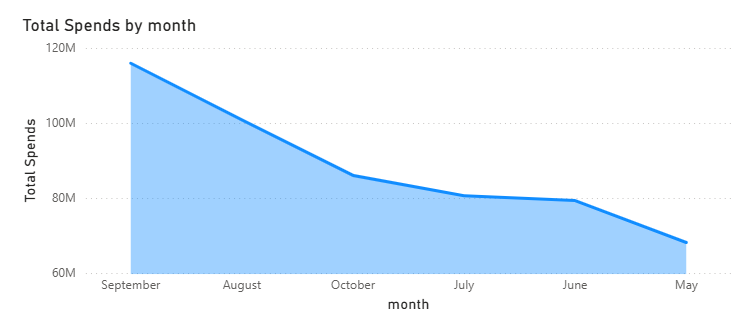 Total Spends by month
120M
100M
80M
60M
Total Spends
September August October July June May
month